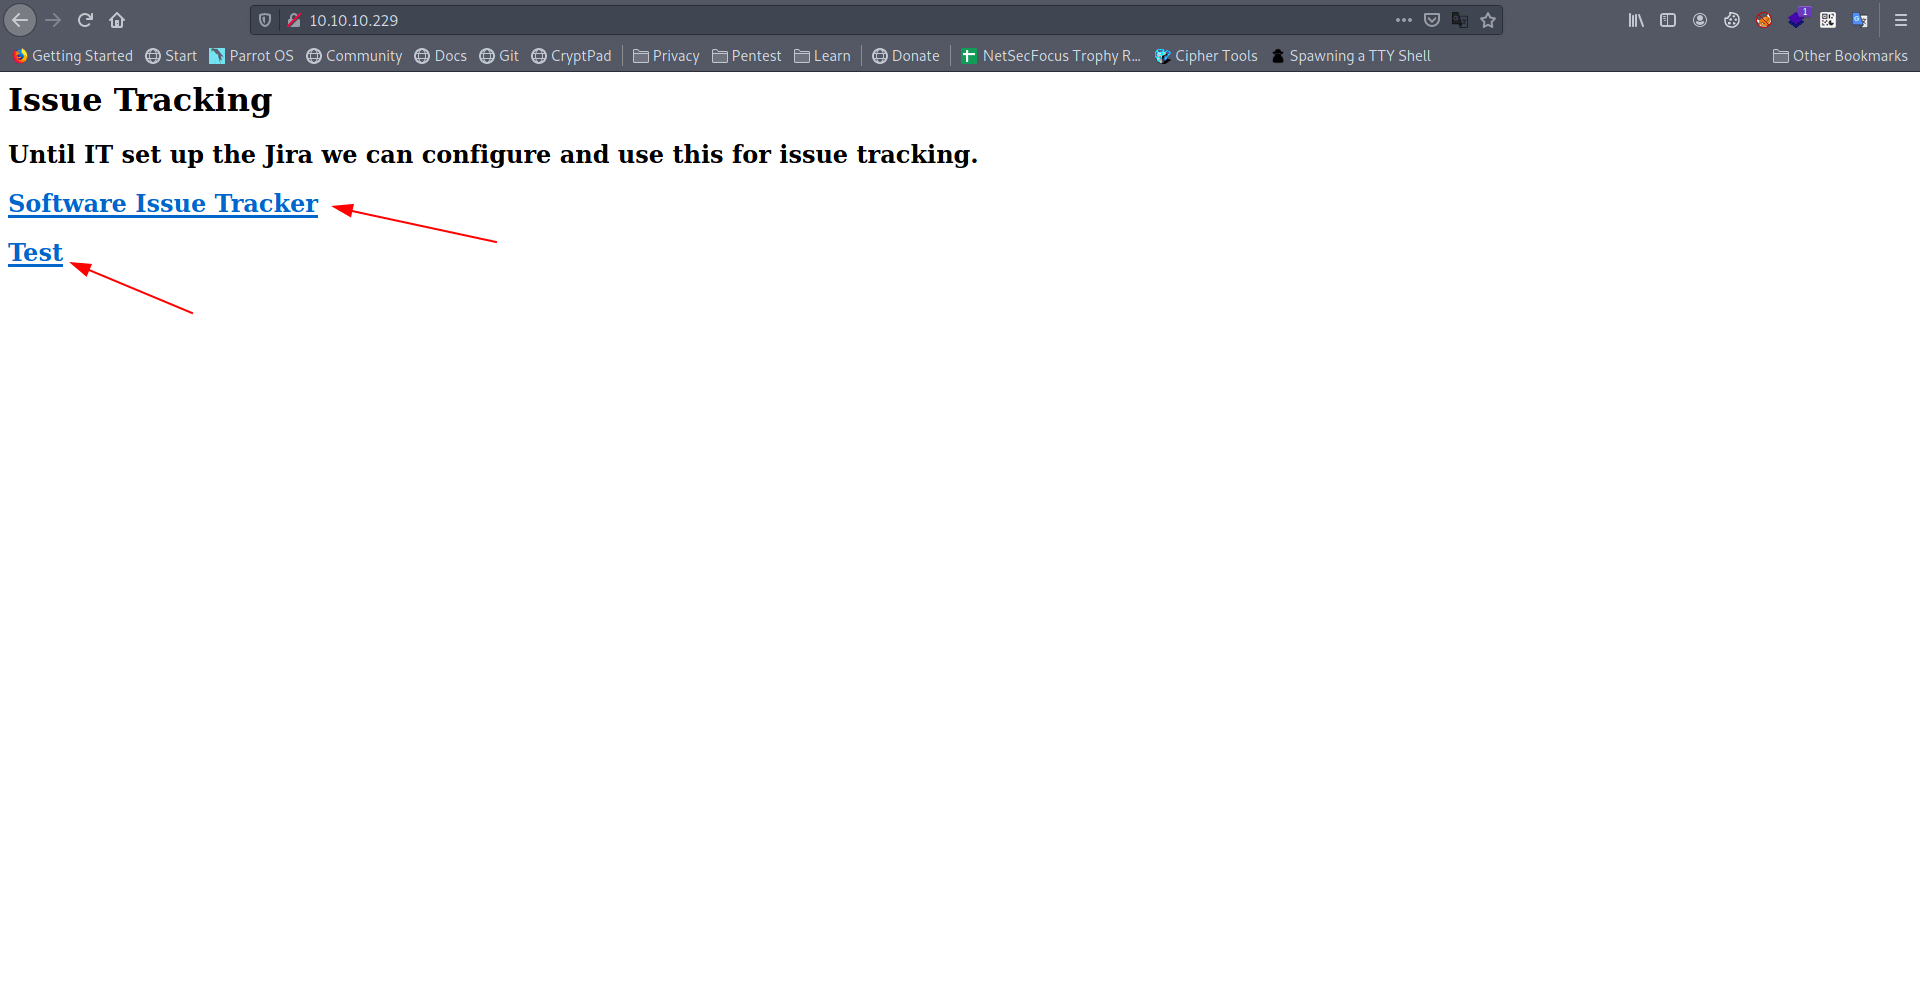 10.10.10.229
1
Getting Started Start Parrot OS Community Docs Git CryptPad Privacy Pentest Learn Donate NetSecFocus Trophy R... Cipher Tools Spawning a TTY Shell Other Bookmarks
Issue Tracking
Until IT set up the Jira we can configure and use this for issue tracking.
Software Issue Tracker
Test